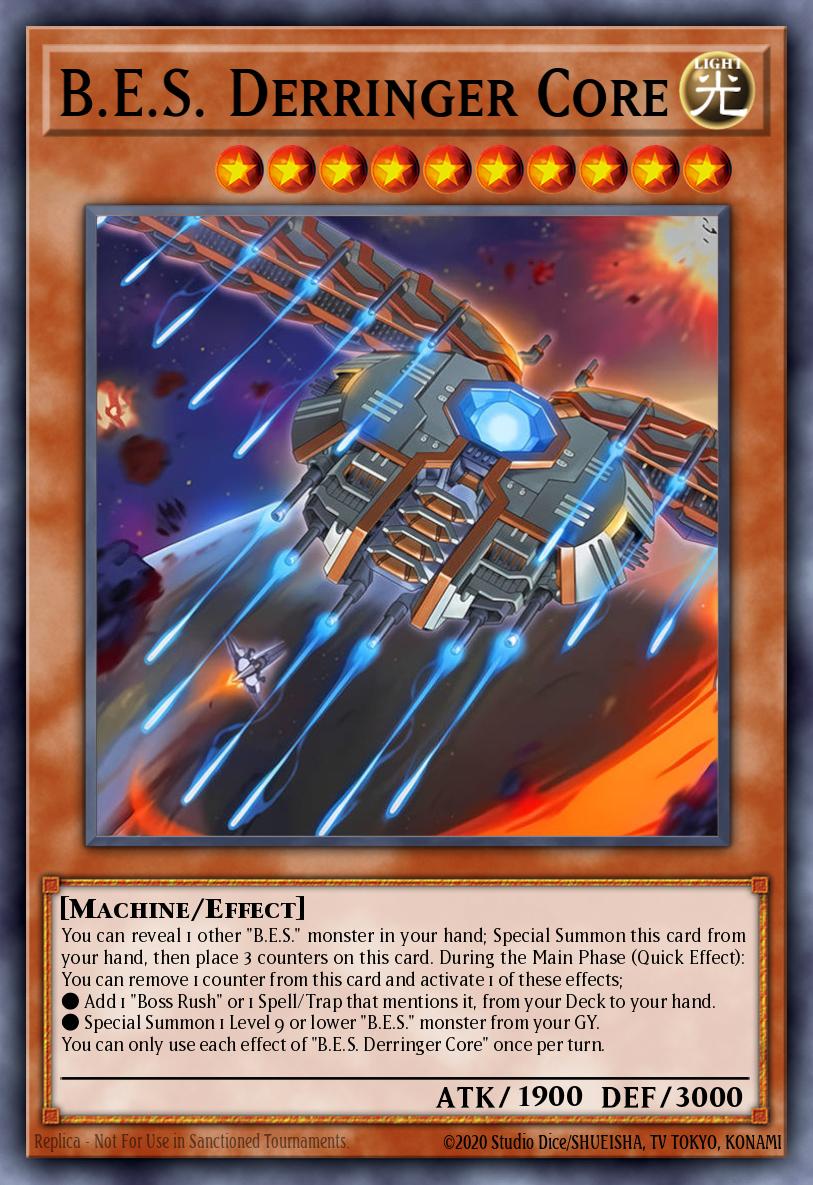 B.E.S. Derringer Core
LIGHT
光
[Machine/Effect]
You can reveal 1 other "B.E.S." monster in your hand; Special Summon this card from
your hand, then place 3 counters on this card. During the Main Phase (Quick Effect):
You can remove 1 counter from this card and activate 1 of these effects;
● Add 1 "Boss Rush" or 1 Spell/Trap that mentions it, from your Deck to your hand.
● Special Summon 1 Level 9 or lower "B.E.S." monster from your GY.
You can only use each effect of "B.E.S. Derringer Core" once per turn.
ATK/1900 DEF/3000
Replica - Not For Use in Sanctioned Tournaments.
©2020 Studio Dice/SHUEISHA, TV TOKYO, KONAMI